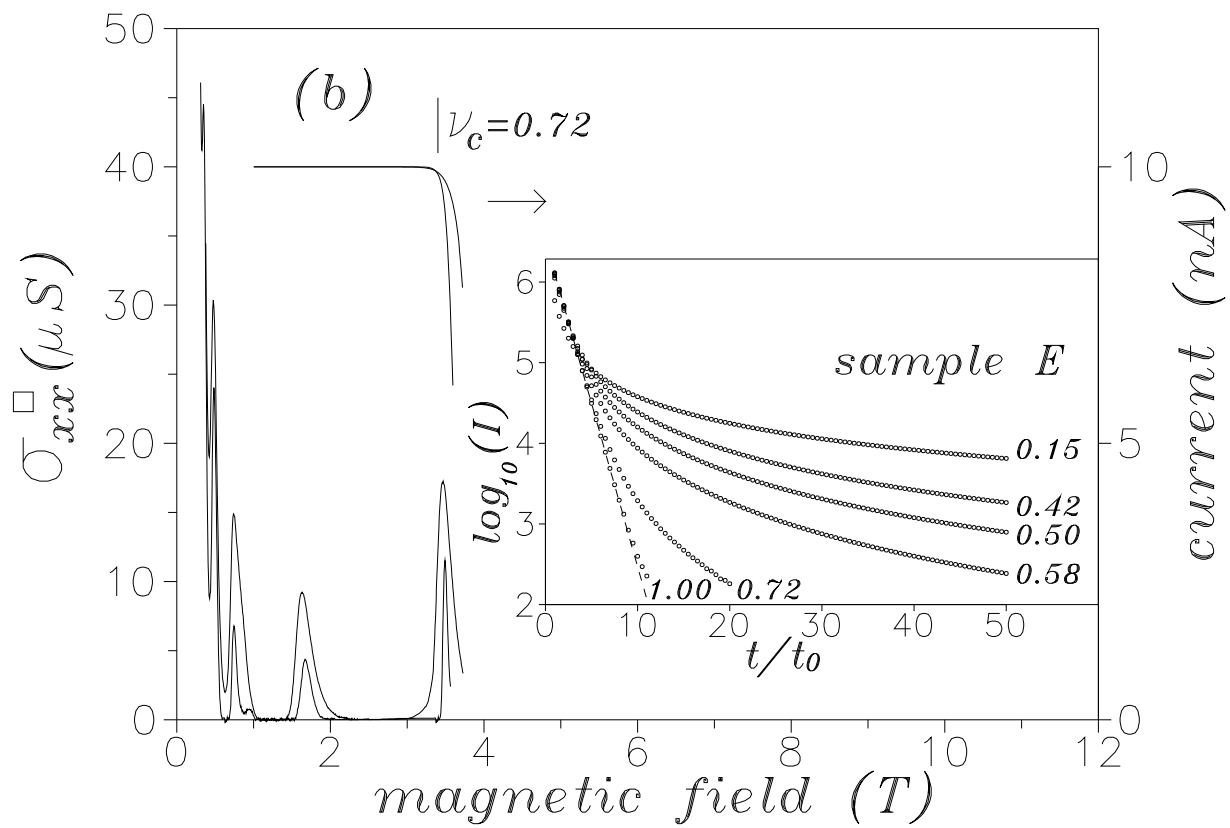 (b)
ν_c=0.72
50
40
30
20
10
0
σ_xx^□ (μS)
10
5
0
current (nA)
0 2 4 6 8 10 12
magnetic field (T)
sample E
6
5
4
3
2
log_10 (I)
0.15
0.42
0.50
0.58
1.00 0.72
0 10 20 30 40 50
t/t_0